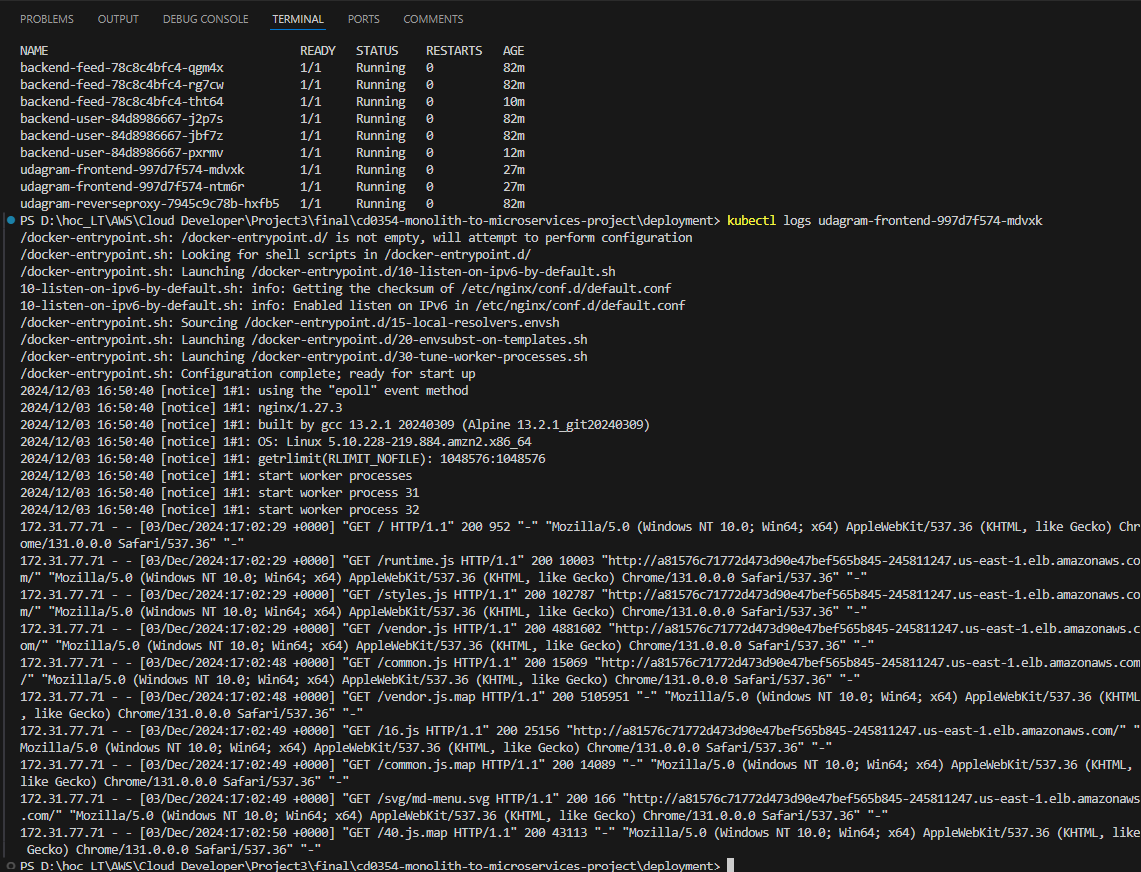 PROBLEMS OUTPUT DEBUG CONSOLE TERMINAL PORTS COMMENTS
NAME READY STATUS RESTARTS AGE
backend-feed-78c8c4bfc4-qgm4x 1/1 Running 0 82m
backend-feed-78c8c4bfc4-rg7cw 1/1 Running 0 82m
backend-feed-78c8c4bfc4-tht64 1/1 Running 0 10m
backend-user-84d8986667-j2p7s 1/1 Running 0 82m
backend-user-84d8986667-jbf7z 1/1 Running 0 82m
backend-user-84d8986667-pxrmv 1/1 Running 0 12m
udagram-frontend-997d7f574-mdvxk 1/1 Running 0 27m
udagram-frontend-997d7f574-ntm6r 1/1 Running 0 27m
udagram-reverseproxy-7945c9c78b-hxfb5 1/1 Running 0 82m
PS D:\hoc_LT\AWS\Cloud Developer\Project3\final\cd0354-monolith-to-microservices-project\deployment> kubectl logs udagram-frontend-997d7f574-mdvxk
/docker-entrypoint.sh: /docker-entrypoint.d/ is not empty, will attempt to perform configuration
/docker-entrypoint.sh: Looking for shell scripts in /docker-entrypoint.d/
/docker-entrypoint.sh: Launching /docker-entrypoint.d/10-listen-on-ipv6-by-default.sh
10-listen-on-ipv6-by-default.sh: info: Getting the checksum of /etc/nginx/conf.d/default.conf
10-listen-on-ipv6-by-default.sh: info: Enabled listen on IPv6 in /etc/nginx/conf.d/default.conf
/docker-entrypoint.sh: Sourcing /docker-entrypoint.d/15-local-resolvers.envsh
/docker-entrypoint.sh: Launching /docker-entrypoint.d/20-envsubst-on-templates.sh
/docker-entrypoint.sh: Launching /docker-entrypoint.d/30-tune-worker-processes.sh
/docker-entrypoint.sh: Configuration complete; ready for start up
2024/12/03 16:50:40 [notice] 1#1: using the "epoll" event method
2024/12/03 16:50:40 [notice] 1#1: nginx/1.27.3
2024/12/03 16:50:40 [notice] 1#1: built by gcc 13.2.1 20240309 (Alpine 13.2.1_git20240309)
2024/12/03 16:50:40 [notice] 1#1: OS: Linux 5.10.228-219.884.amzn2.x86_64
2024/12/03 16:50:40 [notice] 1#1: getrlimit(RLIMIT_NOFILE): 1048576:1048576
2024/12/03 16:50:40 [notice] 1#1: start worker processes
2024/12/03 16:50:40 [notice] 1#1: start worker process 31
2024/12/03 16:50:40 [notice] 1#1: start worker process 32
172.31.77.71 - - [03/Dec/2024:17:02:29 +0000] "GET / HTTP/1.1" 200 952 "-" "Mozilla/5.0 (Windows NT 10.0; Win64; x64) AppleWebKit/537.36 (KHTML, like Gecko) Chr
ome/131.0.0.0 Safari/537.36" "-"
172.31.77.71 - - [03/Dec/2024:17:02:29 +0000] "GET /runtime.js HTTP/1.1" 200 10003 "http://a81576c71772d473d90e47bef565b845-245811247.us-east-1.elb.amazonaws.co
m/" "Mozilla/5.0 (Windows NT 10.0; Win64; x64) AppleWebKit/537.36 (KHTML, like Gecko) Chrome/131.0.0.0 Safari/537.36" "-"
172.31.77.71 - - [03/Dec/2024:17:02:29 +0000] "GET /styles.js HTTP/1.1" 200 102787 "http://a81576c71772d473d90e47bef565b845-245811247.us-east-1.elb.amazonaws.co
m/" "Mozilla/5.0 (Windows NT 10.0; Win64; x64) AppleWebKit/537.36 (KHTML, like Gecko) Chrome/131.0.0.0 Safari/537.36" "-"
172.31.77.71 - - [03/Dec/2024:17:02:29 +0000] "GET /vendor.js HTTP/1.1" 200 4881602 "http://a81576c71772d473d90e47bef565b845-245811247.us-east-1.elb.amazonaws.c
om/" "Mozilla/5.0 (Windows NT 10.0; Win64; x64) AppleWebKit/537.36 (KHTML, like Gecko) Chrome/131.0.0.0 Safari/537.36" "-"
172.31.77.71 - - [03/Dec/2024:17:02:48 +0000] "GET /common.js HTTP/1.1" 200 15069 "http://a81576c71772d473d90e47bef565b845-245811247.us-east-1.elb.amazonaws.com
/" "Mozilla/5.0 (Windows NT 10.0; Win64; x64) AppleWebKit/537.36 (KHTML, like Gecko) Chrome/131.0.0.0 Safari/537.36" "-"
172.31.77.71 - - [03/Dec/2024:17:02:48 +0000] "GET /vendor.js.map HTTP/1.1" 200 5105951 "-" "Mozilla/5.0 (Windows NT 10.0; Win64; x64) AppleWebKit/537.36 (KHTML
, like Gecko) Chrome/131.0.0.0 Safari/537.36" "-"
172.31.77.71 - - [03/Dec/2024:17:02:49 +0000] "GET /16.js HTTP/1.1" 200 25156 "http://a81576c71772d473d90e47bef565b845-245811247.us-east-1.elb.amazonaws.com/" "
Mozilla/5.0 (Windows NT 10.0; Win64; x64) AppleWebKit/537.36 (KHTML, like Gecko) Chrome/131.0.0.0 Safari/537.36" "-"
172.31.77.71 - - [03/Dec/2024:17:02:49 +0000] "GET /common.js.map HTTP/1.1" 200 14089 "-" "Mozilla/5.0 (Windows NT 10.0; Win64; x64) AppleWebKit/537.36 (KHTML,
like Gecko) Chrome/131.0.0.0 Safari/537.36" "-"
172.31.77.71 - - [03/Dec/2024:17:02:49 +0000] "GET /svg/md-menu.svg HTTP/1.1" 200 166 "http://a81576c71772d473d90e47bef565b845-245811247.us-east-1.elb.amazonaws
.com/" "Mozilla/5.0 (Windows NT 10.0; Win64; x64) AppleWebKit/537.36 (KHTML, like Gecko) Chrome/131.0.0.0 Safari/537.36" "-"
172.31.77.71 - - [03/Dec/2024:17:02:50 +0000] "GET /40.js.map HTTP/1.1" 200 43113 "-" "Mozilla/5.0 (Windows NT 10.0; Win64; x64) AppleWebKit/537.36 (KHTML, like
Gecko) Chrome/131.0.0.0 Safari/537.36" "-"
PS D:\hoc_LT\AWS\Cloud Developer\Project3\final\cd0354-monolith-to-microservices-project\deployment>